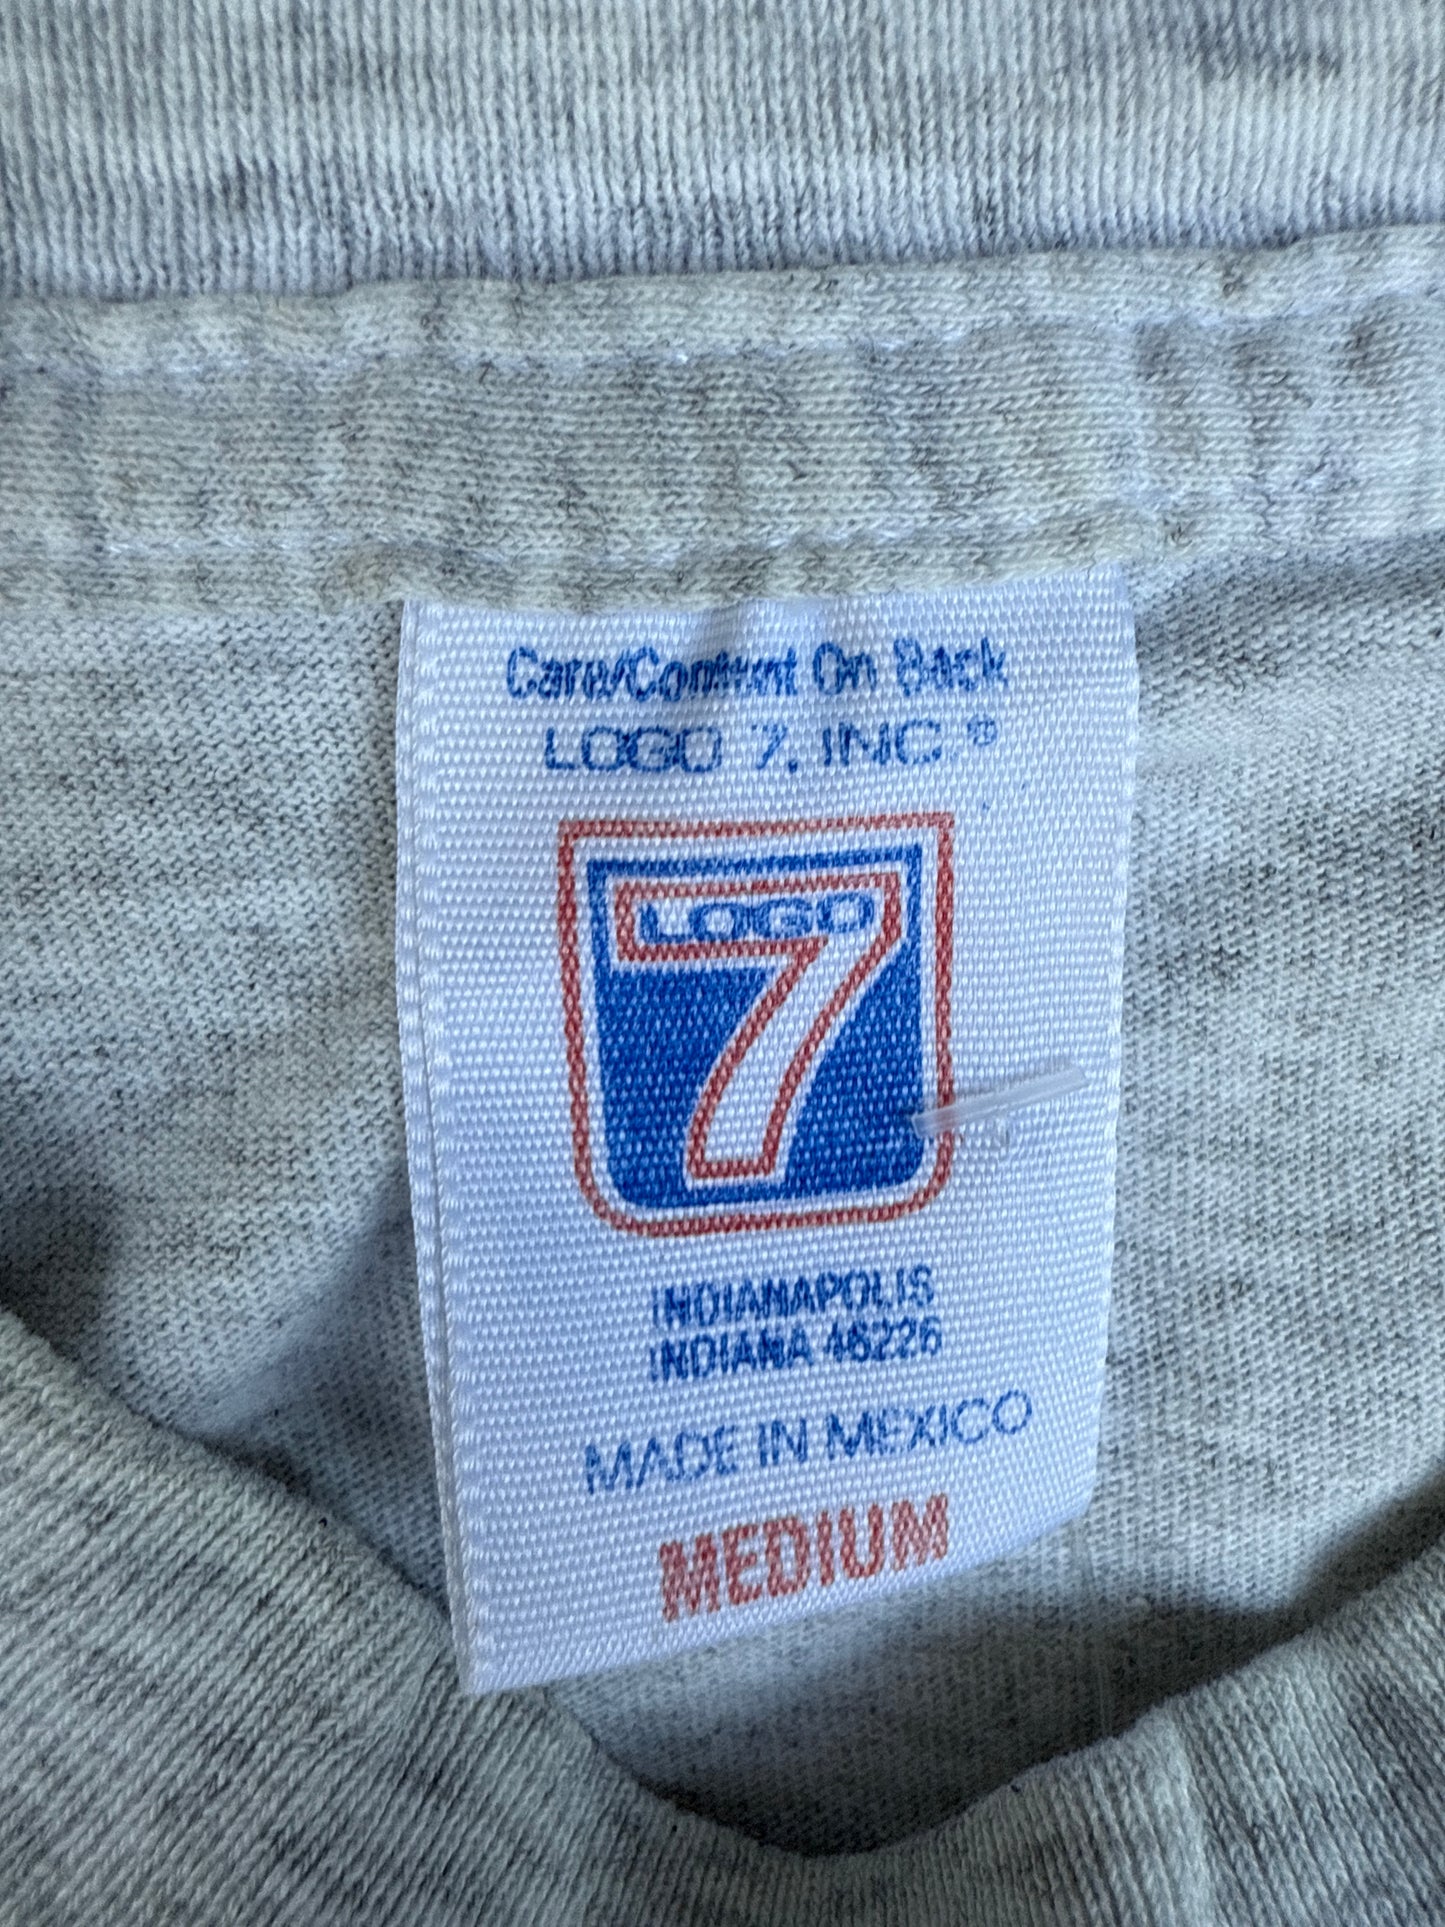 Care/Content On Back
LOGO 7, INC.®
LOGO
7
INDIANAPOLIS
INDIANA 46226
MADE IN MEXICO
MEDIUM